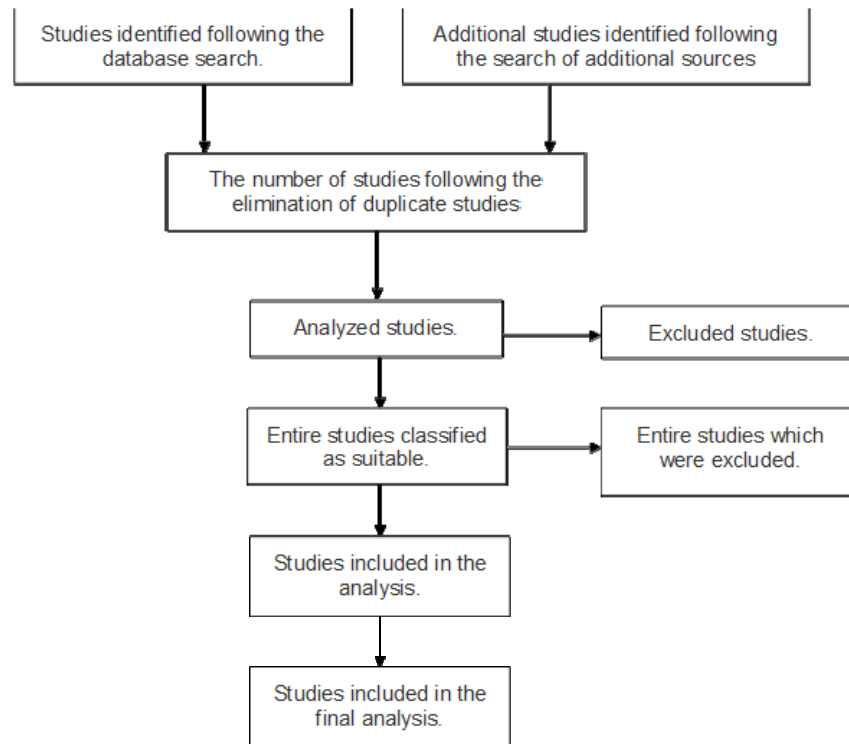 Studies identified following the
database search.
Additional studies identified following
the search of additional sources
The number of studies following the
elimination of duplicate studies
Analyzed studies.
Excluded studies.
Entire studies classified
as suitable.
Entire studies which
were excluded.
Studies included in the
analysis.
Studies included in the
final analysis.